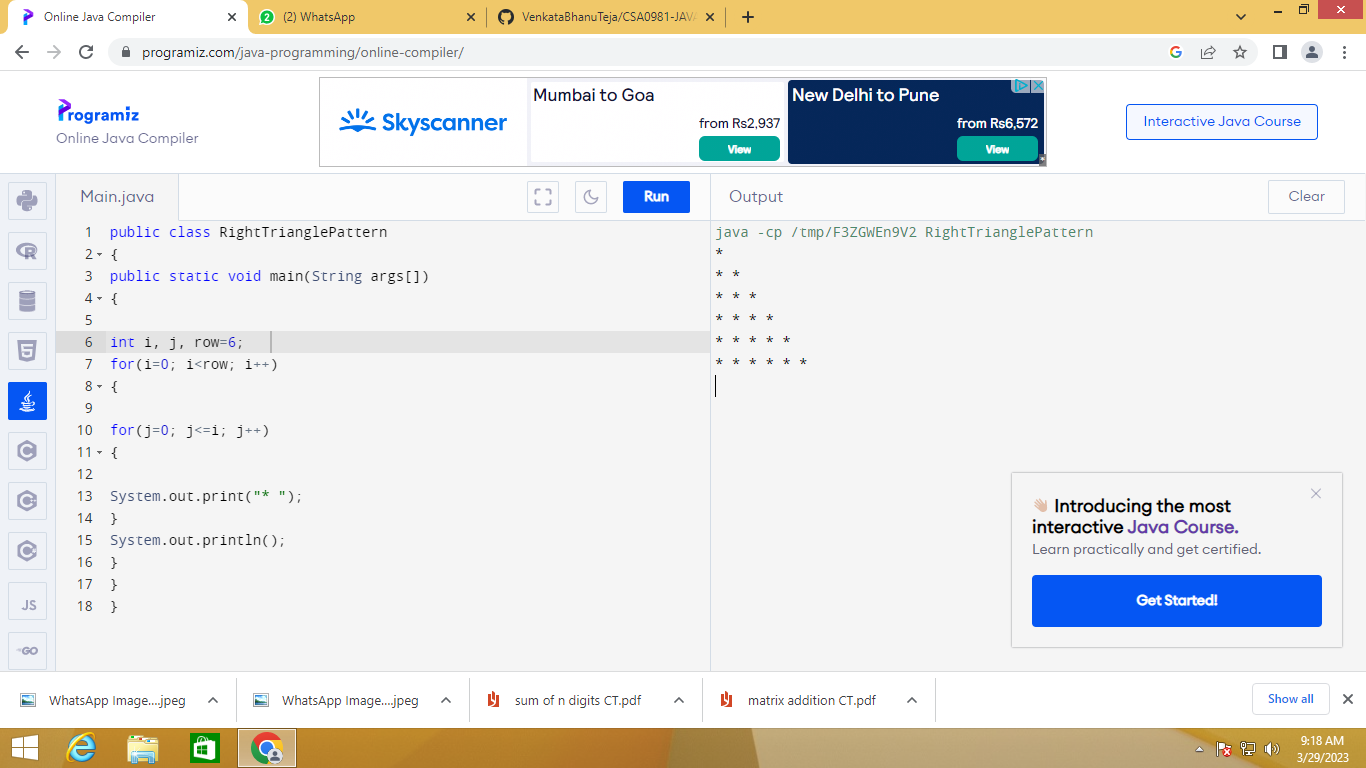 Online Java Compiler
(2) WhatsApp
VenkataBhanuTeja/CSA0981-JAVA
programiz.com/java-programming/online-compiler/
Programiz
Online Java Compiler
Skyscanner
Mumbai to Goa
from Rs2,937
View
New Delhi to Pune
from Rs6,572
View
Interactive Java Course
Main.java
Run
Output
Clear
1 public class RightTrianglePattern
2 {
3 public static void main(String args[])
4 {
5
6 int i, j, row=6;
7 for(i=0; i<row; i++)
8 {
9
10 for(j=0; j<=i; j++)
11 {
12
13 System.out.print("* ");
14 }
15 System.out.println();
16 }
17 }
18 }
java -cp /tmp/F3ZGWEn9V2 RightTrianglePattern
*
* *
* * *
* * * *
* * * * *
* * * * * *
JS
GO
👋 Introducing the most
interactive Java Course.
Learn practically and get certified.
Get Started!
WhatsApp Image....jpeg
WhatsApp Image....jpeg
sum of n digits CT.pdf
matrix addition CT.pdf
Show all
9:18 AM
3/29/2023